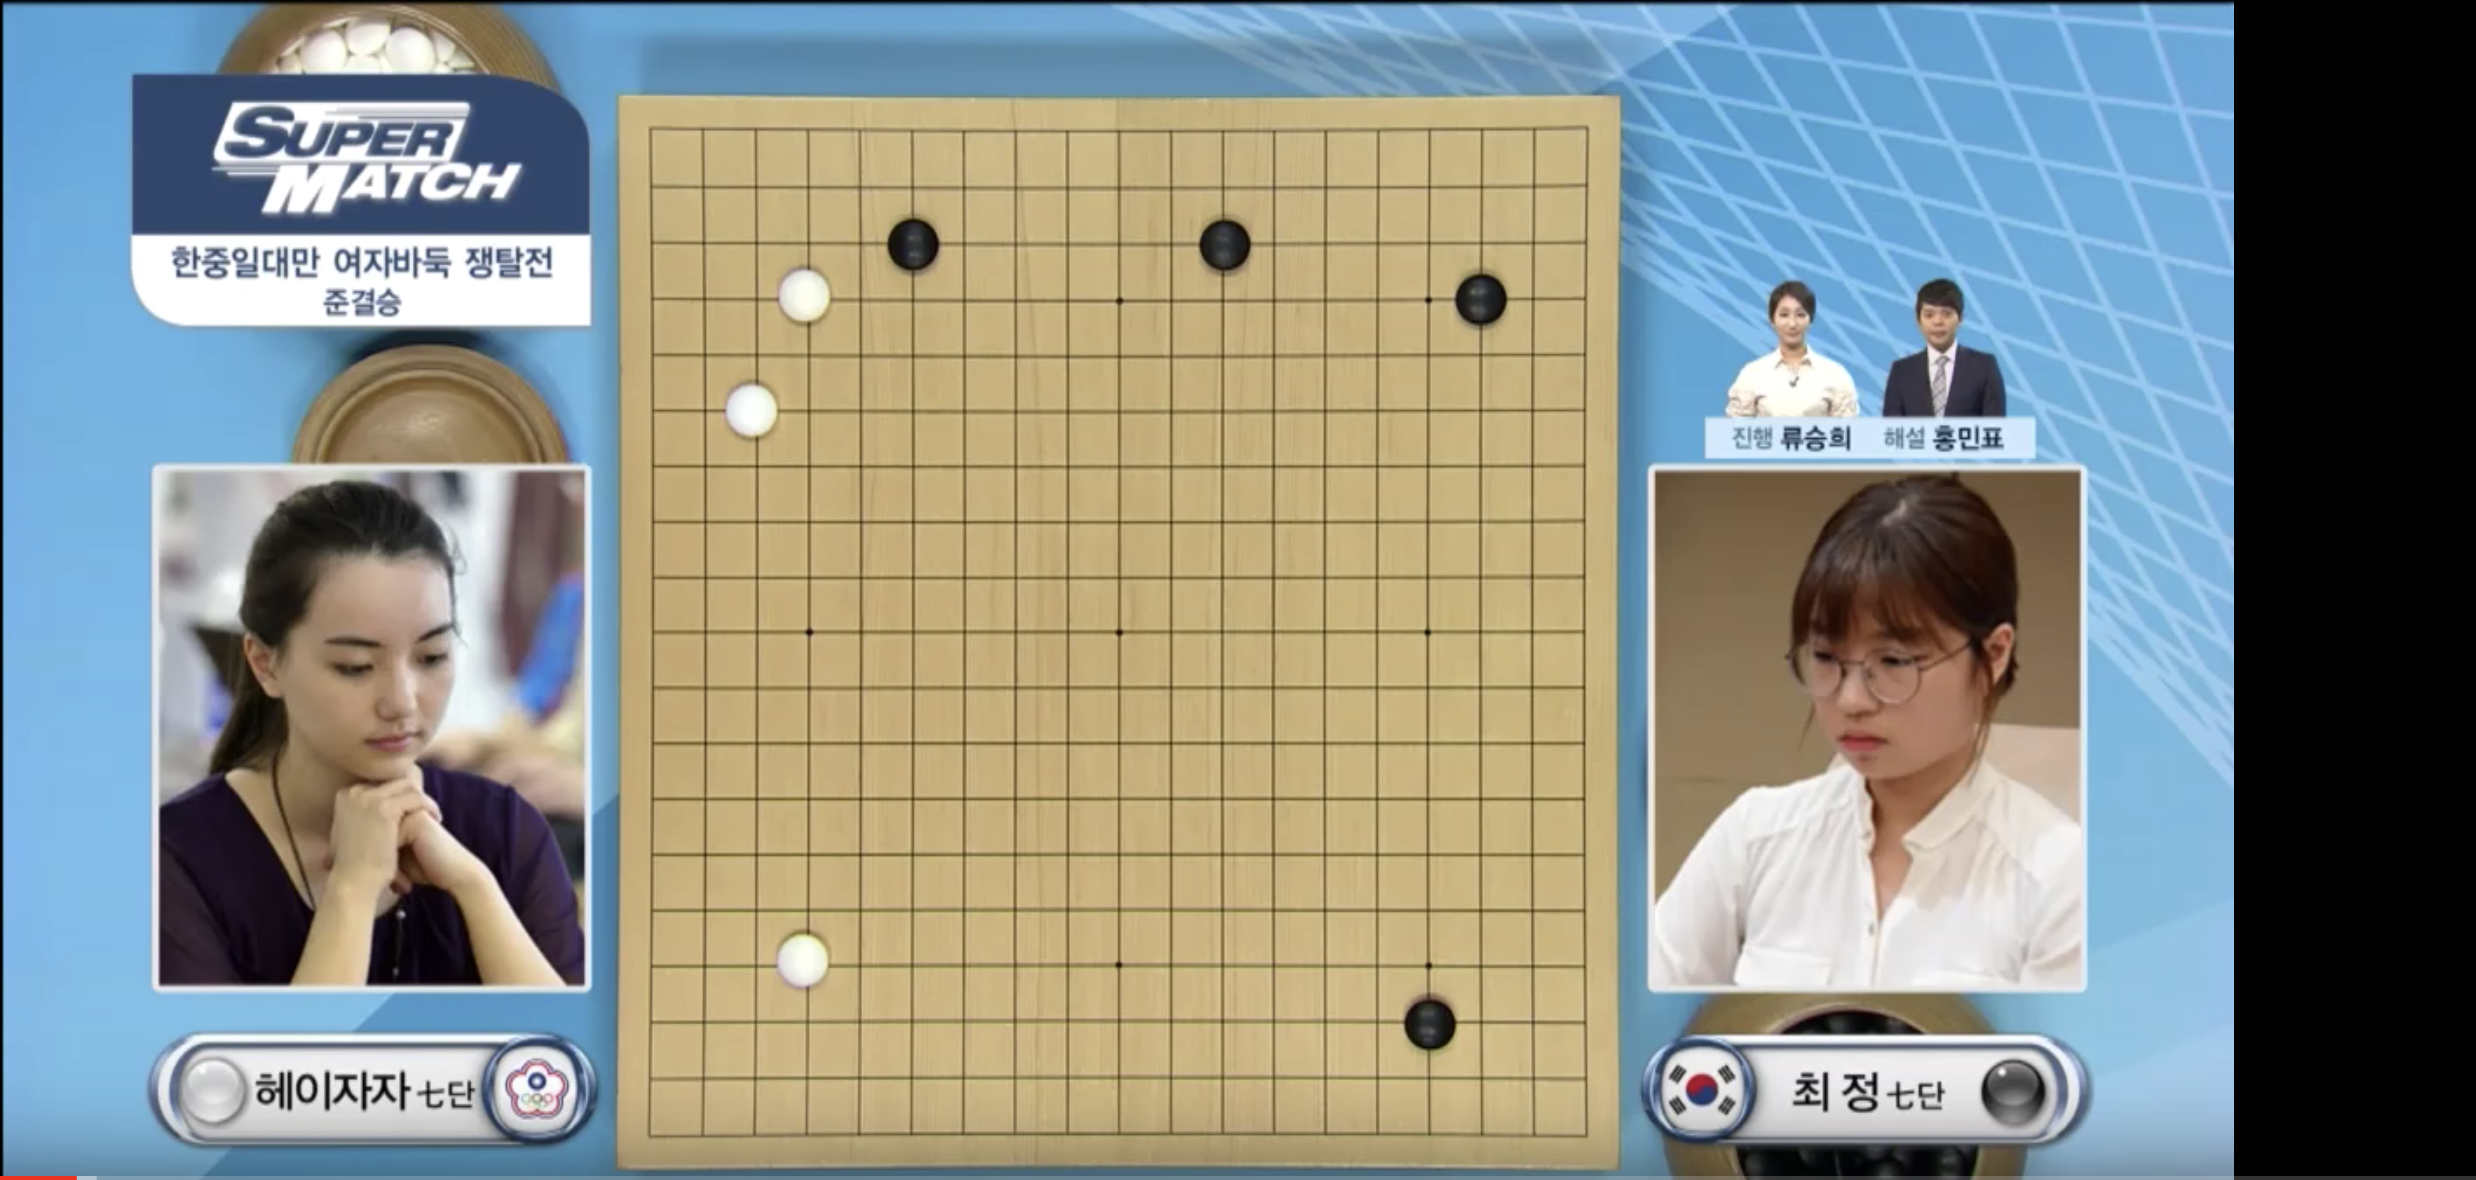 SUPER
MATCH
한중일대만 여자바둑 쟁탈전
준결승
진행 류승희 해설 홍민표
헤이자자 七단
최 정 七단